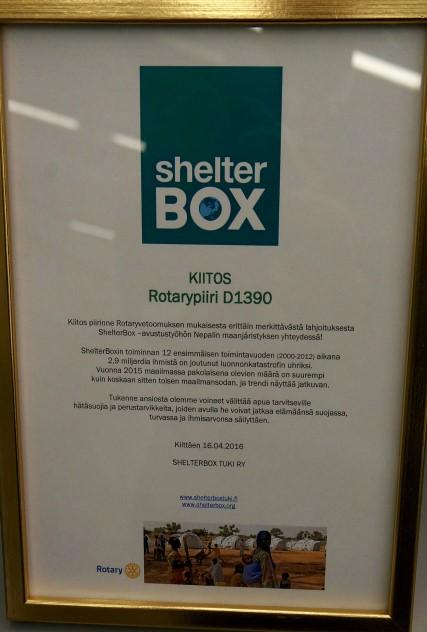 shelter
BOX
KIITOS
Rotarypiiri D1390
Kiitos piirinne Rotaryvetoomuksen mukaisesta erittäin merkittävästä lahjoituksesta
ShelterBox –avustustyöhön Nepalin maanjäristyksen yhteydessä!
ShelterBoxin toiminnan 12 ensimmäisen toimintavuoden (2000-2012) aikana
2,9 miljardia ihmistä on joutunut luonnonkatastrofin uhriksi.
Vuonna 2015 maailmassa pakolaisena olevien määrä on suurempi
kuin koskaan sitten toisen maailmansodan, ja trendi näyttää jatkuvan.
Tukenne ansiosta olemme voineet välittää apua tarvitseville
hätäsuojia ja perustarvikkeita, joiden avulla he voivat jatkaa elämäänsä suojassa,
turvassa ja ihmisarvonsa säilyttäen.
Kiittäen 16.04.2016
SHELTERBOX TUKI RY
www.shelterboxtuki.fi
www.shelterbox.org
Rotary